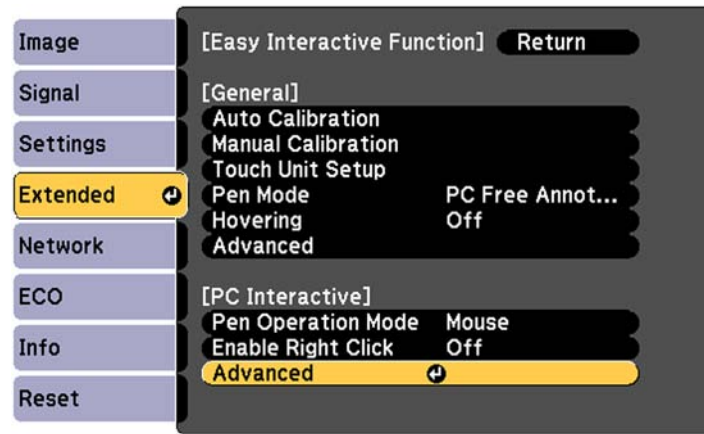 Image
Signal
Settings
Extended
Network
ECO
Info
Reset
[Easy Interactive Function] Return
[General]
Auto Calibration
Manual Calibration
Touch Unit Setup
Pen Mode PC Free Annot...
Hovering Off
Advanced
[PC Interactive]
Pen Operation Mode Mouse
Enable Right Click Off
Advanced